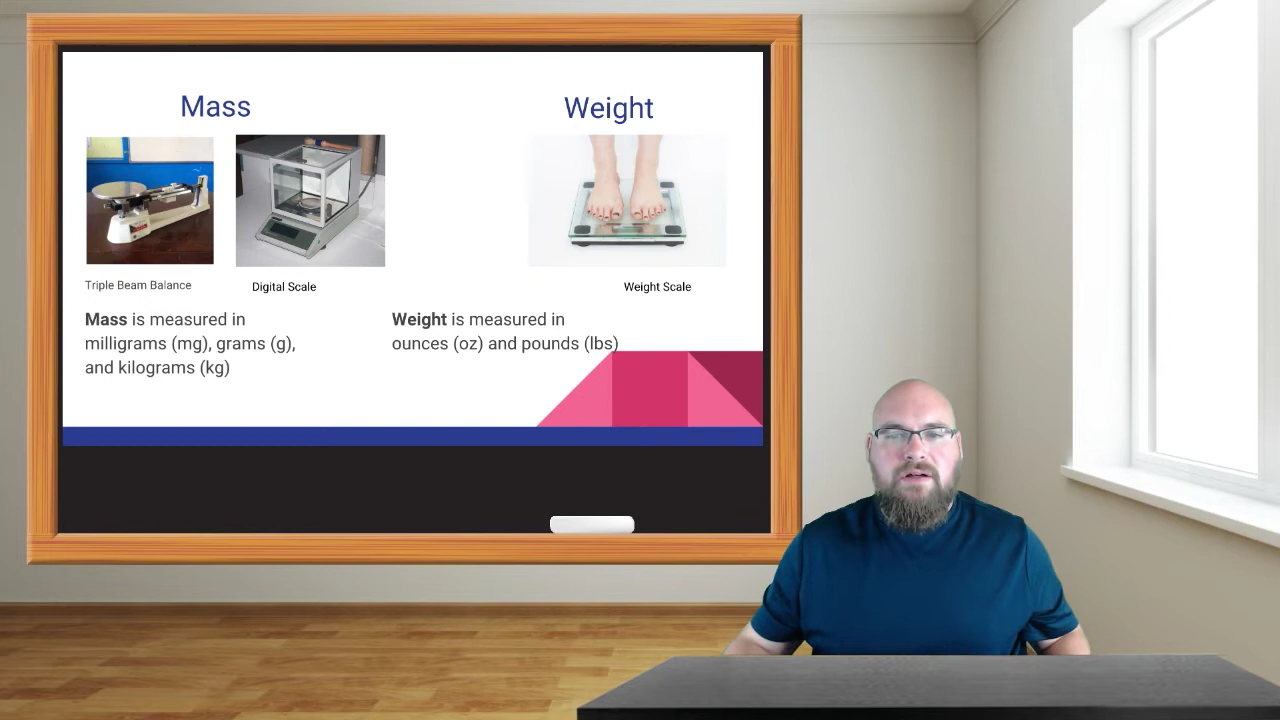 Mass
Weight
Triple Beam Balance
Digital Scale
Weight Scale
Mass is measured in
milligrams (mg), grams (g),
and kilograms (kg)
Weight is measured in
ounces (oz) and pounds (lbs)